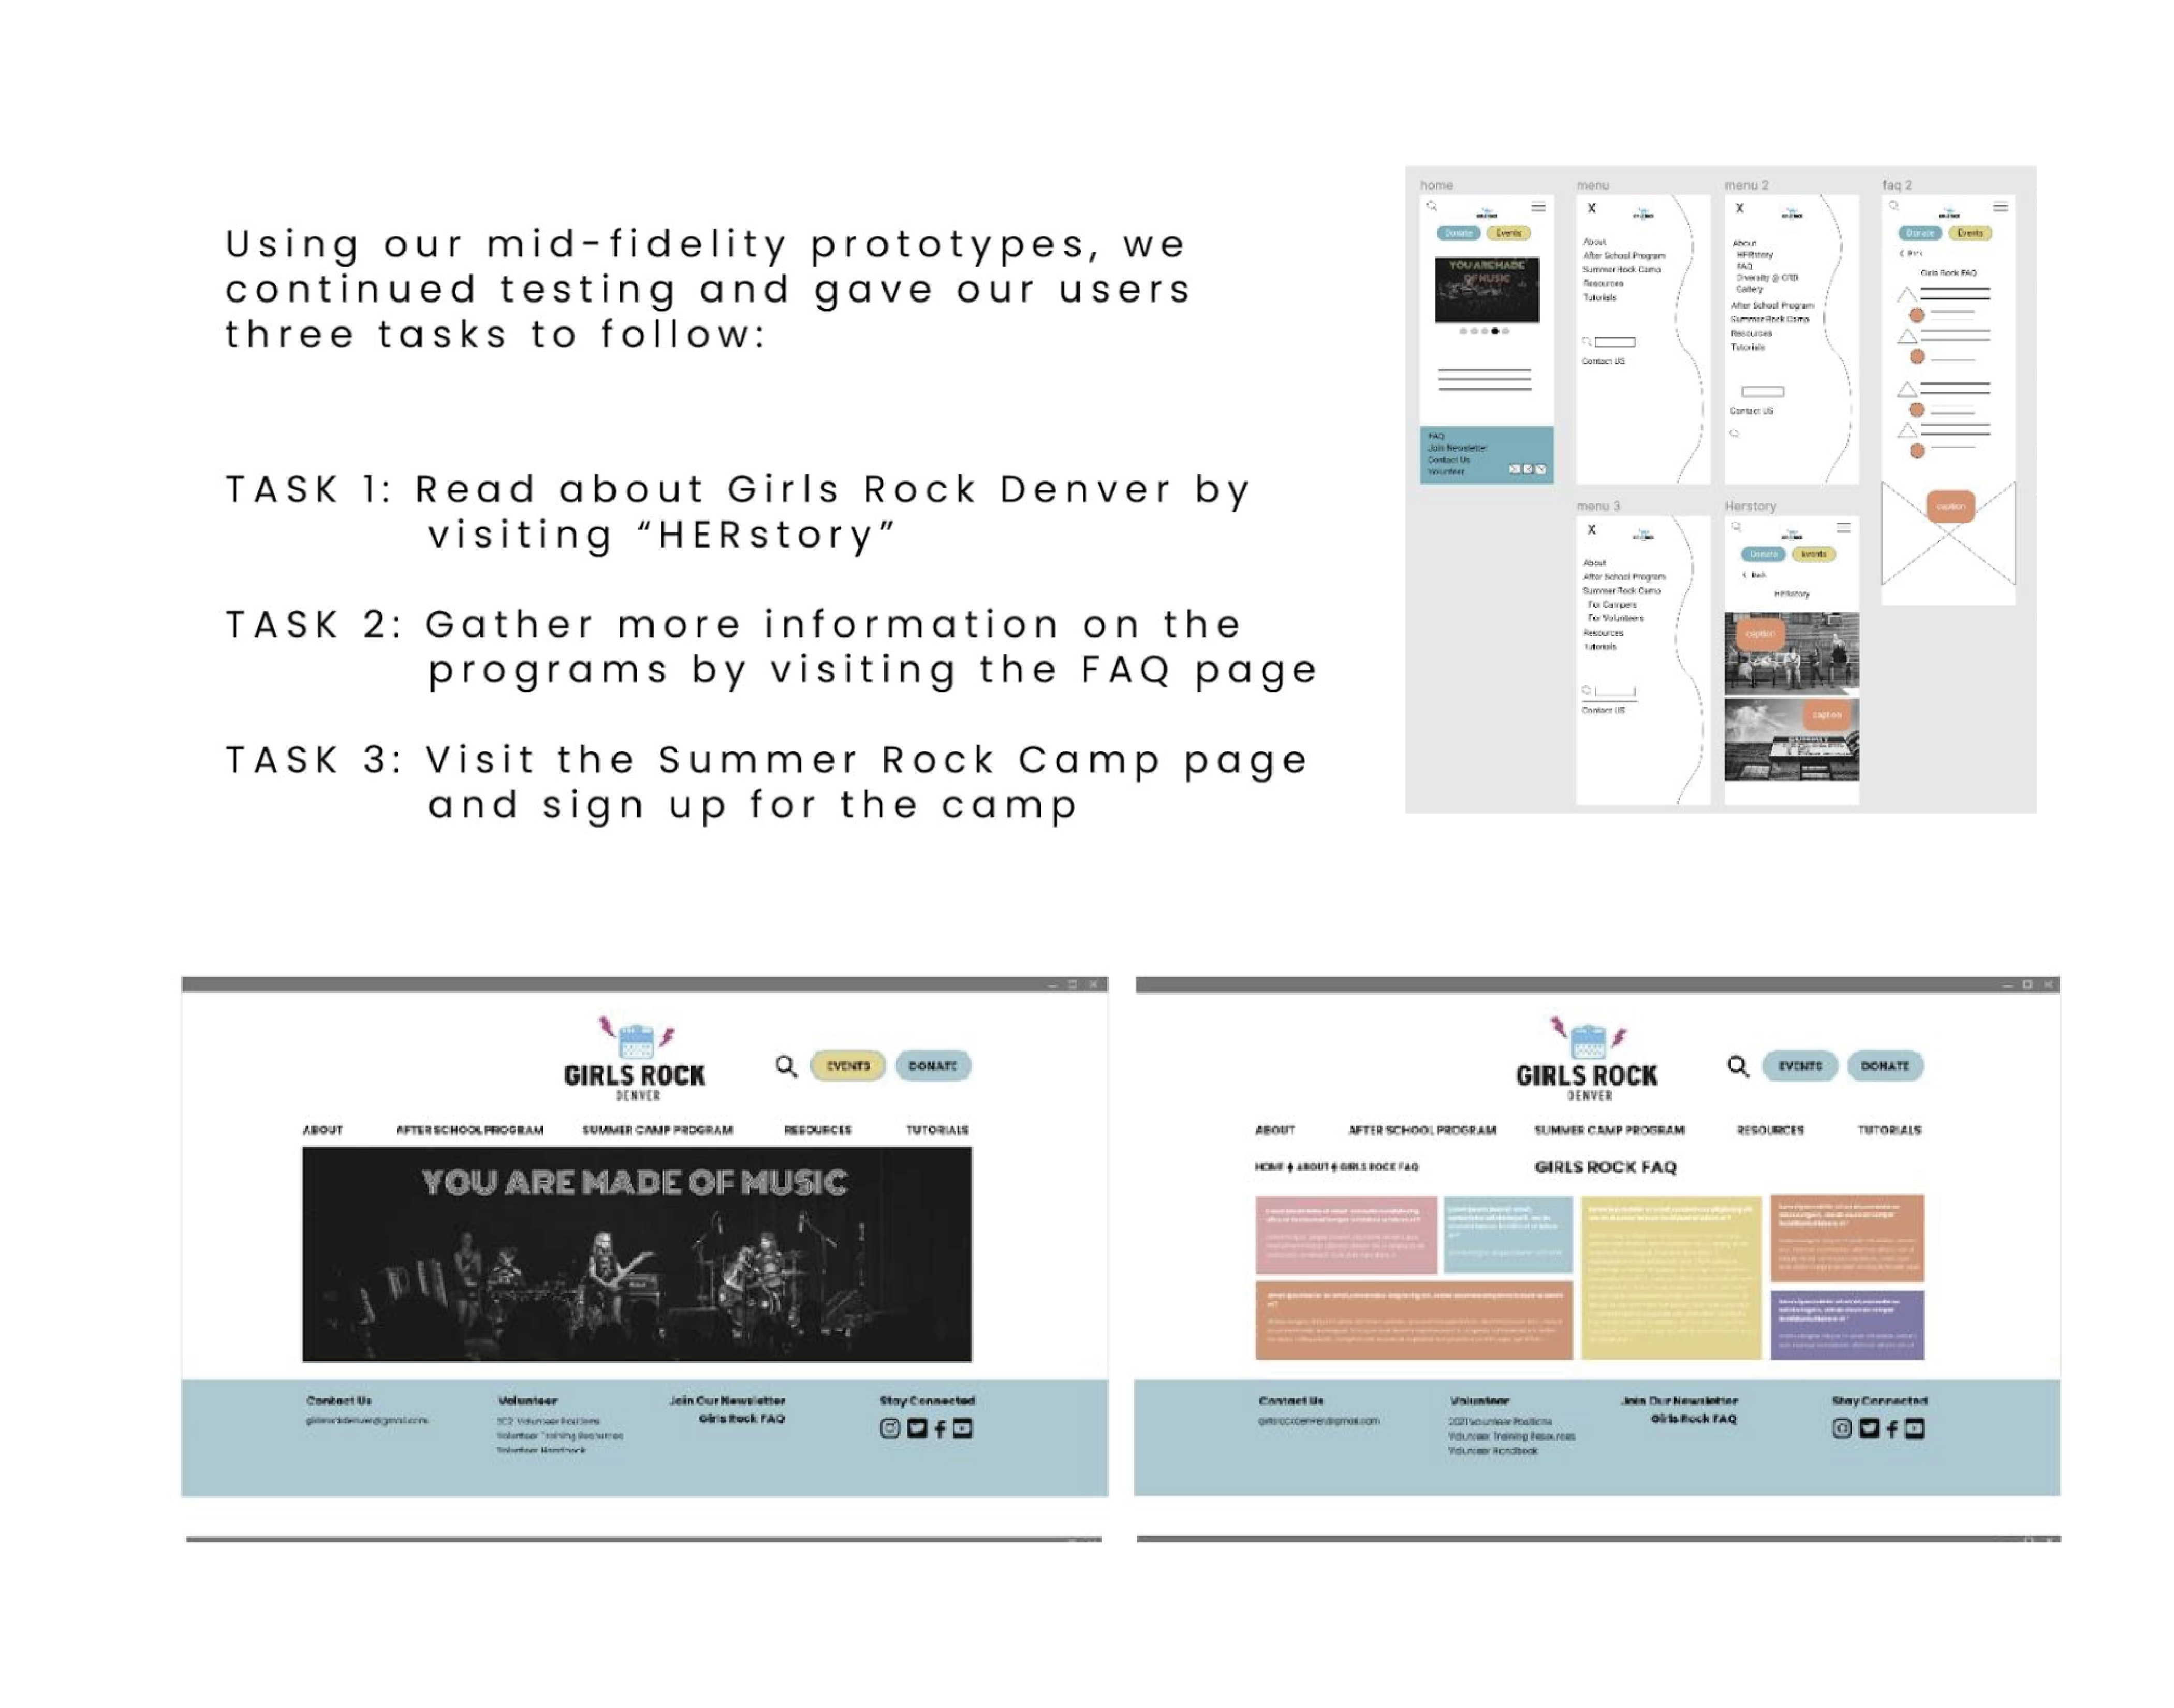 Using our mid-fidelity prototypes, we
continued testing and gave our users
three tasks to follow:
TASK 1: Read about Girls Rock Denver by
visiting “HERstory”
TASK 2: Gather more information on the
programs by visiting the FAQ page
TASK 3: Visit the Summer Rock Camp page
and sign up for the camp
home
Donate Events
YOU ARE MADE
OF MUSIC
FAQ
Join Newsletter
Contact Us
Volunteer
menu
X
About
After School Program
Summer Rock Camp
Resources
Tutorials
Contact US
menu 2
X
About
HERstory
FAQ
Diversity @ GRD
Gallery
After School Program
Summer Rock Camp
Resources
Tutorials
Contact US
faq 2
Donate Events
< Back
Girls Rock FAQ
caption
menu 3
X
About
After School Program
Summer Rock Camp
For Campers
For Volunteers
Resources
Tutorials
Contact US
Herstory
Donate Events
< Back
HERstory
caption
caption
GIRLS ROCK
DENVER
EVENTS DONATE
ABOUT AFTER SCHOOL PROGRAM SUMMER CAMP PROGRAM RESOURCES TUTORIALS
YOU ARE MADE OF MUSIC
Contact Us Volunteer Join Our Newsletter Stay Connected
girlsrockdenver@gmail.com Volunteer Positions Girls Rock FAQ
Volunteer Training Resources
Volunteer Handbook
GIRLS ROCK
DENVER
EVENTS DONATE
ABOUT AFTER SCHOOL PROGRAM SUMMER CAMP PROGRAM RESOURCES TUTORIALS
HOME ABOUT GIRLS ROCK FAQ GIRLS ROCK FAQ
Contact Us Volunteer Join Our Newsletter Stay Connected
girlsrockdenver@gmail.com 2021 Volunteer Positions Girls Rock FAQ
Volunteer Training Resources
Volunteer Handbook